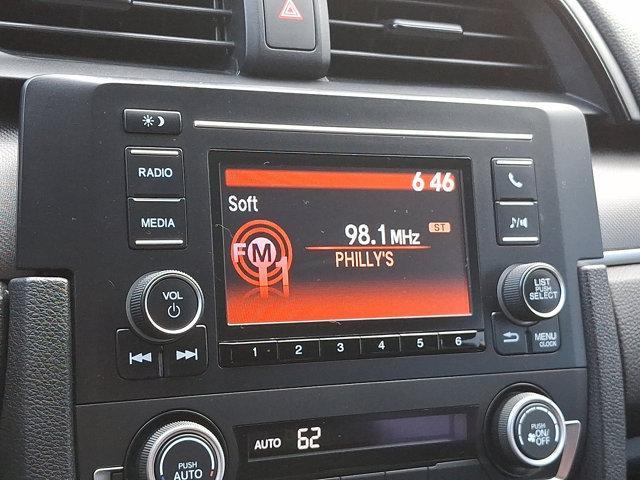 6 46
Soft
RADIO
98.1 MHz ST
FM1
PHILLY'S
MEDIA
VOL
LIST
PUSH
SELECT
MENU
CLOCK
1 2 3 4 5 6
AUTO 62
PUSH
AUTO
PUSH
ON/
OFF